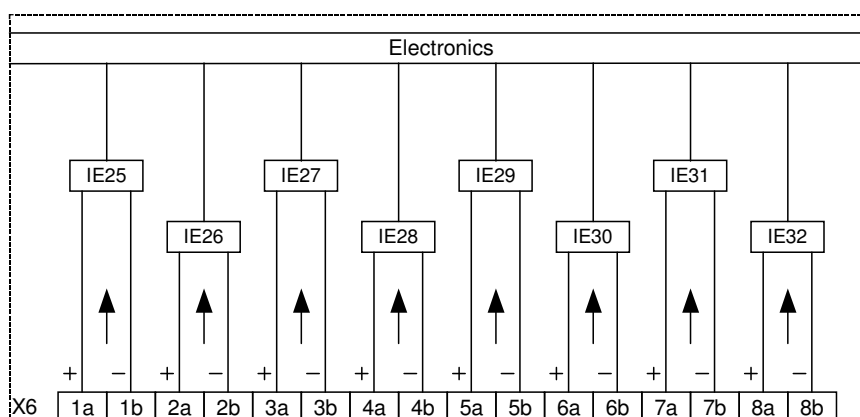 Electronics
IE25 IE27 IE29 IE31
IE26 IE28 IE30 IE32
+ − + − + − + − + − + − + − + −
X6 1a 1b 2a 2b 3a 3b 4a 4b 5a 5b 6a 6b 7a 7b 8a 8b